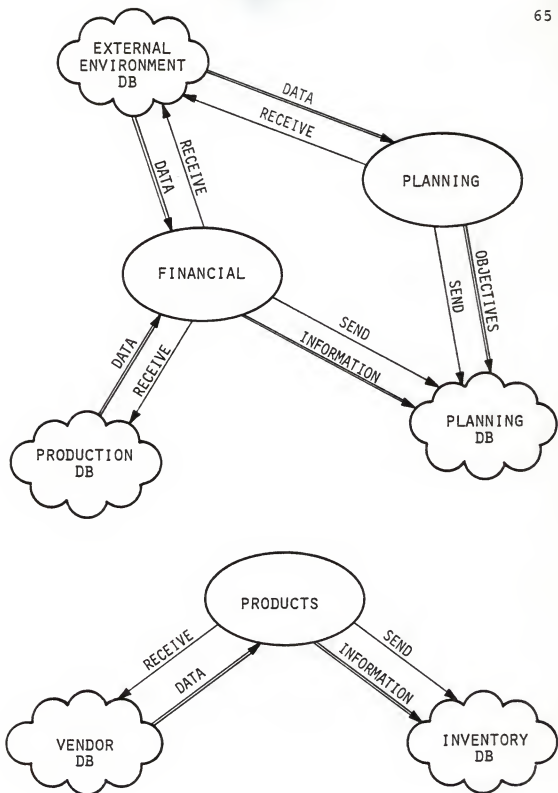 65
EXTERNAL
ENVIRONMENT
DB
DATA
RECEIVE
RECEIVE
DATA
PLANNING
FINANCIAL
OBJECTIVES
SEND
SEND
INFORMATION
DATA
RECEIVE
PLANNING
DB
PRODUCTION
DB
PRODUCTS
RECEIVE
DATA
SEND
INFORMATION
VENDOR
DB
INVENTORY
DB